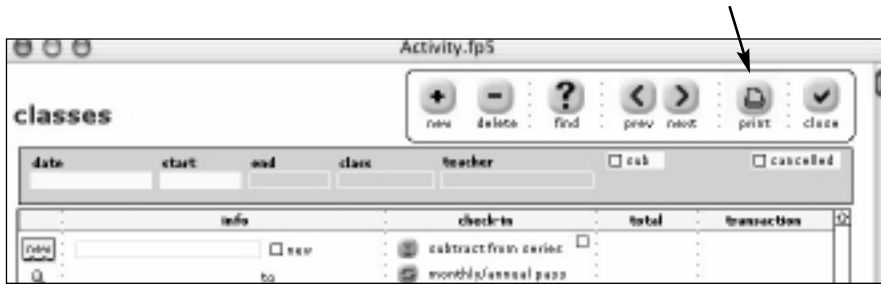 Activity.fp5
classes
new delete find prev next print close
date start end class teacher sub cancelled
info check-in total transaction
new new subtract from series
to monthly/annual pass